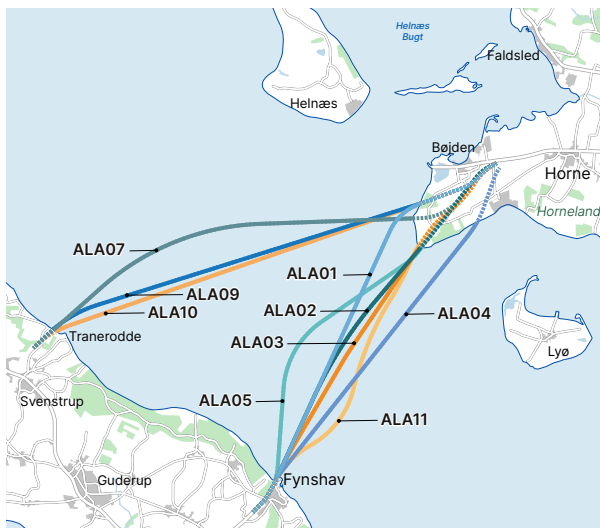 Helnæs
Bugt
Faldsled
Helnæs
Bøjden
Horne
Horneland
ALA07
ALA01
ALA09
ALA10
ALA02
ALA04
Tranerodde
ALA03
Lyø
Svenstrup
ALA05
ALA11
Guderup
Fynshav